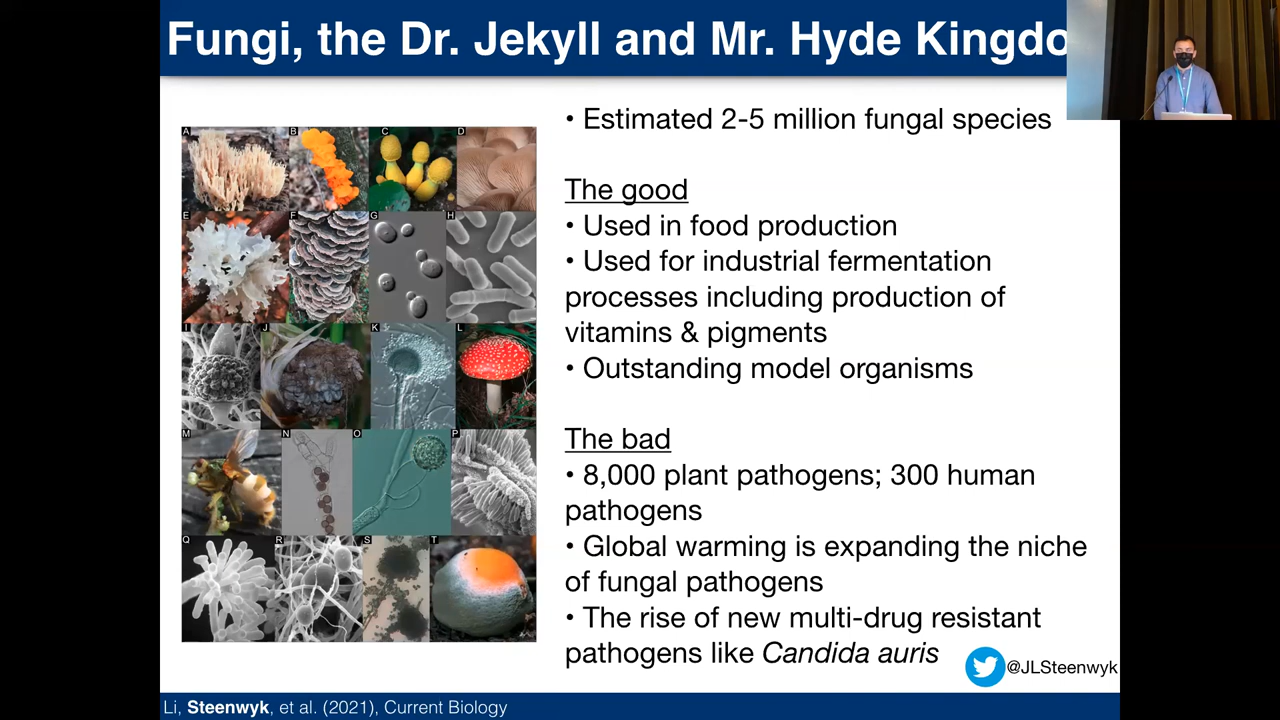 Fungi, the Dr. Jekyll and Mr. Hyde Kingdo
• Estimated 2-5 million fungal species
The good
• Used in food production
• Used for industrial fermentation
processes including production of
vitamins & pigments
• Outstanding model organisms
The bad
• 8,000 plant pathogens; 300 human
pathogens
• Global warming is expanding the niche
of fungal pathogens
• The rise of new multi-drug resistant
pathogens like Candida auris
@JLSteenwyk
A B C D
E F G H
I J K L
M N O P
Q R S T
Li, Steenwyk, et al. (2021), Current Biology